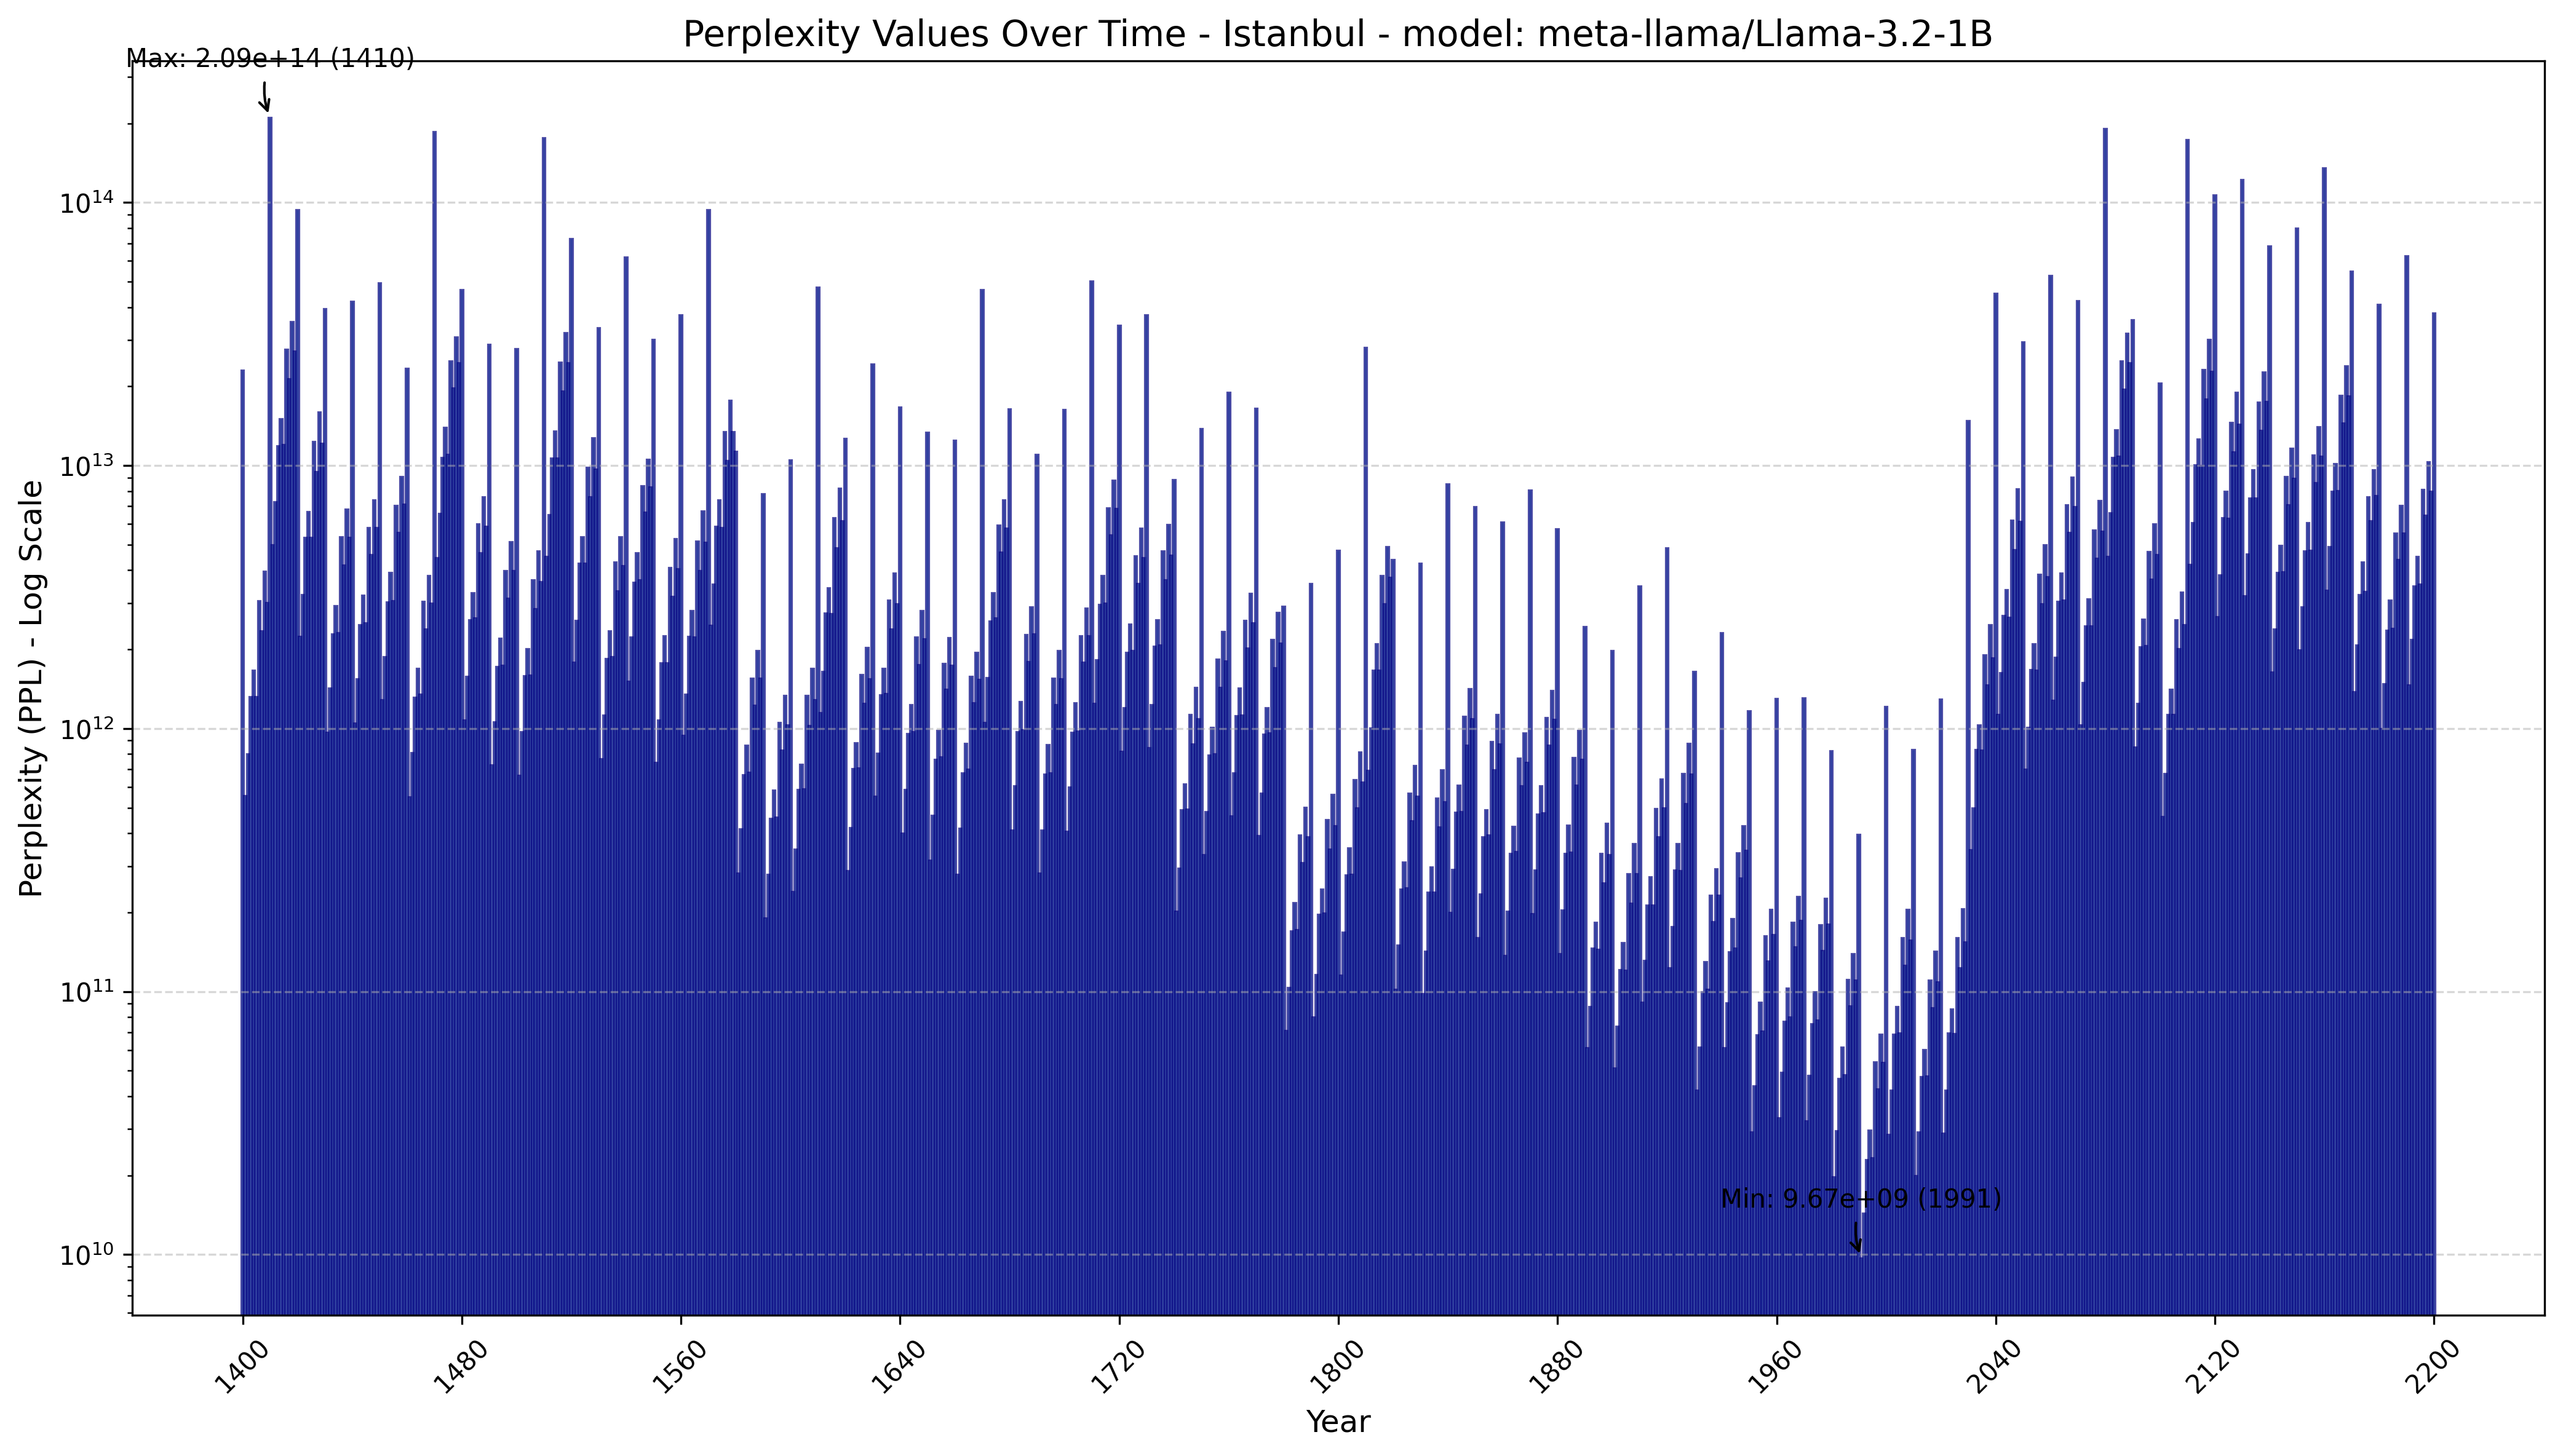 Perplexity Values Over Time - Istanbul - model: meta-llama/Llama-3.2-1B
Max: 2.09e+14 (1410)
Perplexity (PPL) - Log Scale
10^14
10^13
10^12
10^11
10^10
Min: 9.67e+09 (1991)
1400 1480 1560 1640 1720 1800 1880 1960 2040 2120 2200
Year